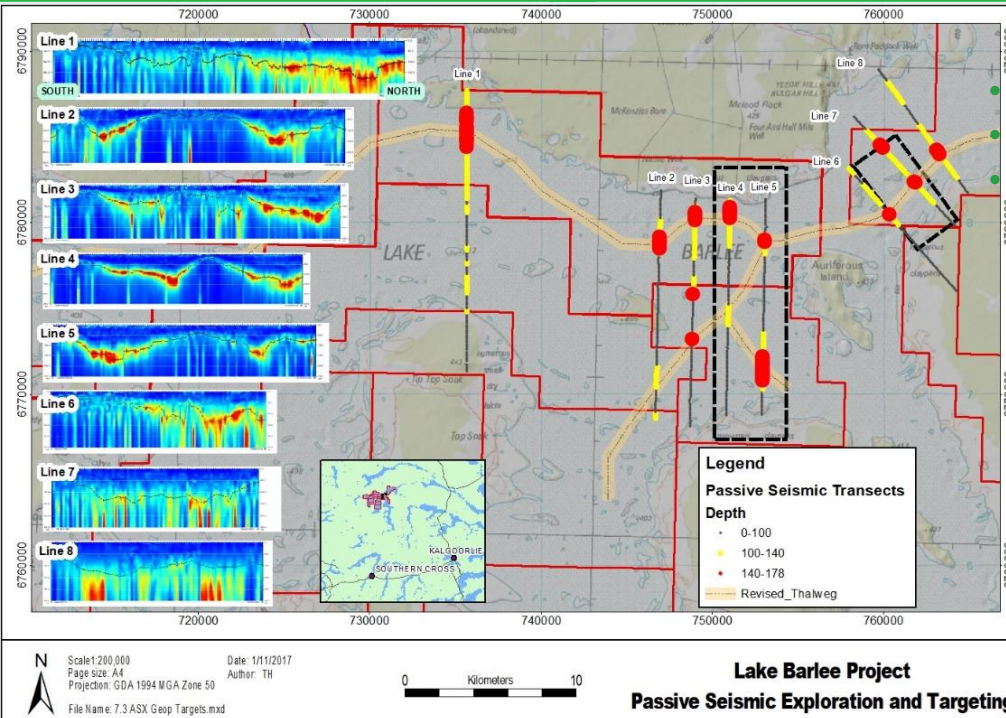 720000
730000
740000
750000
760000
6790000
6780000
6770000
6760000
Line 1
SOUTH
NORTH
Line 2
Line 3
Line 4
Line 5
Line 6
Line 7
Line 8
(abandoned)
McKenzies Bore
Mcleod Rock
Four And Half Mile
Well
LAKE
BARLEE
Auriforous
Island
Tip Top Soak
Top Soak
claypans
Line 1
Line 2
Line 3
Line 4
Line 5
Line 6
Line 7
Line 8
KALGOORLIE
SOUTHERN CROSS
Legend
Passive Seismic Transects
Depth
0-100
100-140
140-178
Revised_Thalweg
720000
730000
740000
750000
760000
N
Scale1:200,000
Page size: A4
Projection: GDA 1994 MGA Zone 50
File Name: 7.3 ASX Geop Targets.mxd
Date: 1/11/2017
Author: TH
Kilometers
0
10
Lake Barlee Project
Passive Seismic Exploration and Targeting